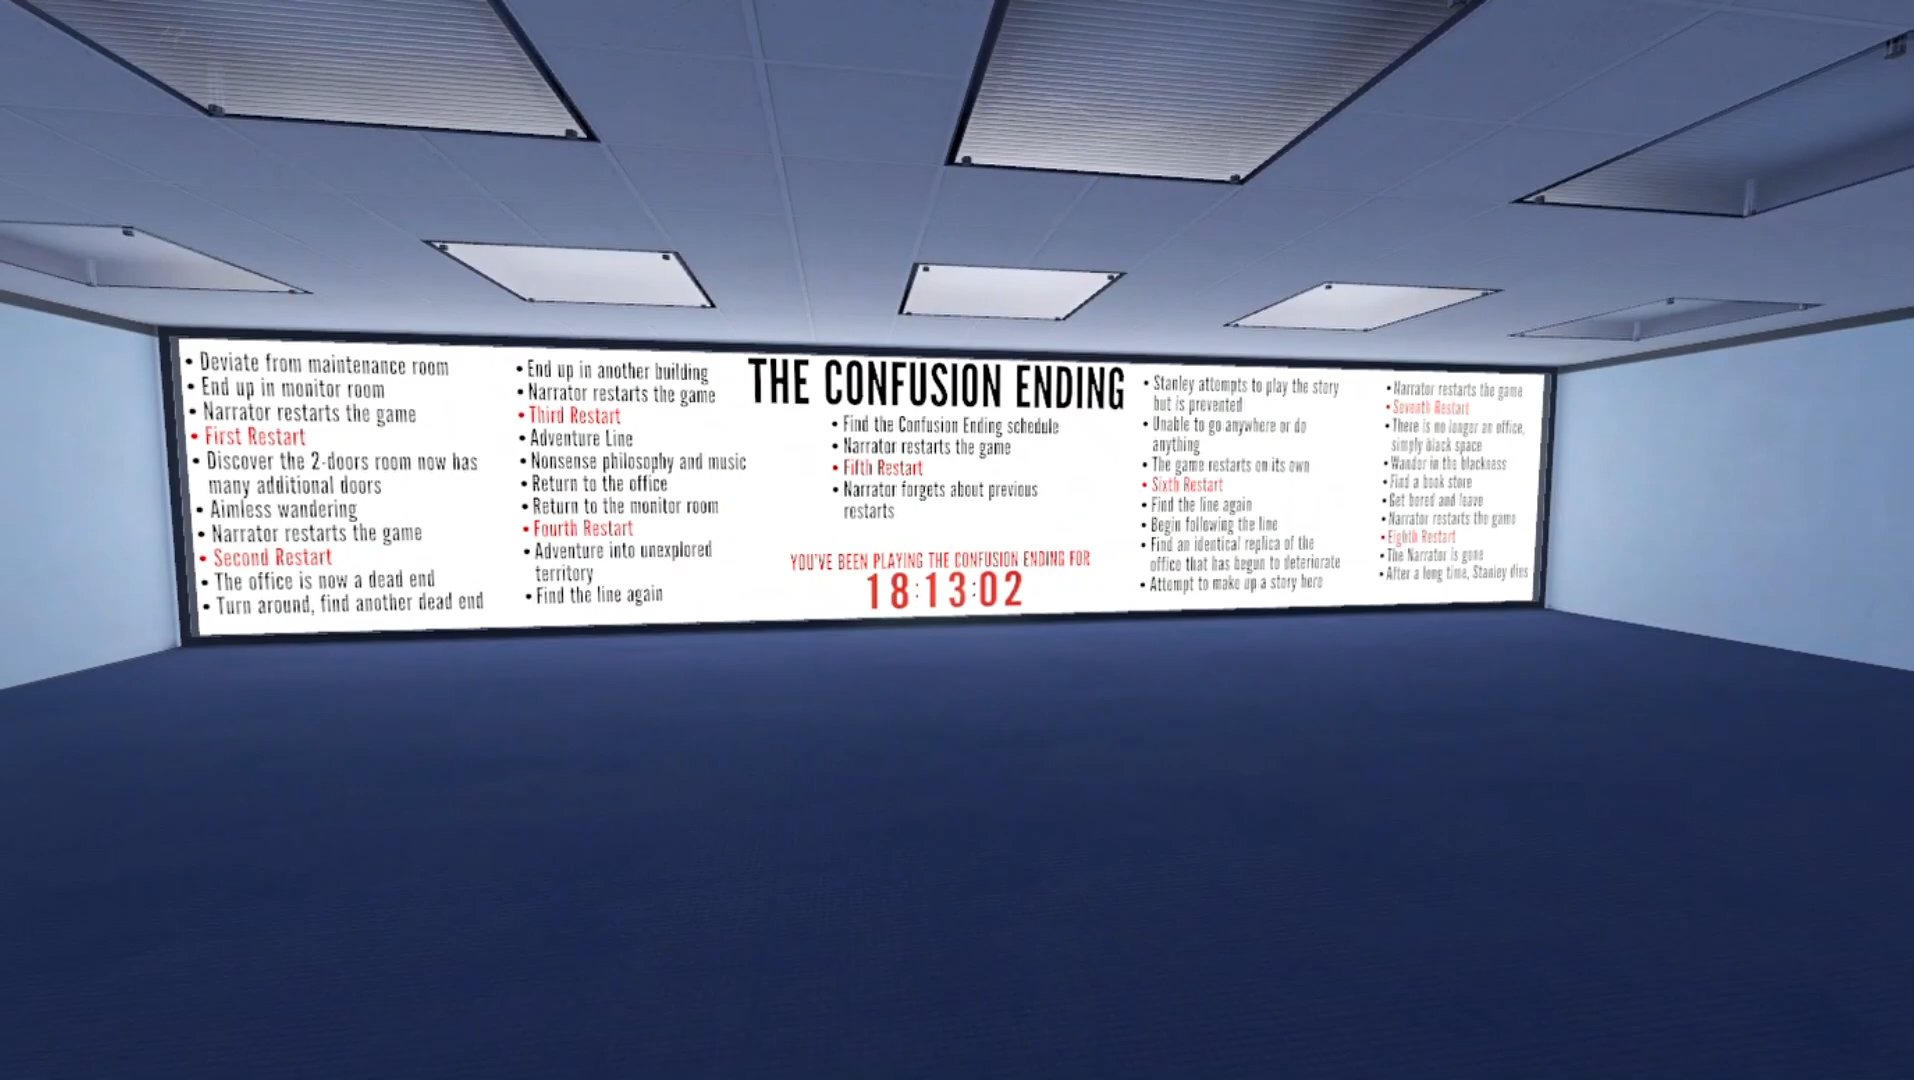 • Deviate from maintenance room
• End up in monitor room
• Narrator restarts the game
• First Restart
• Discover the 2-doors room now has
many additional doors
• Aimless wandering
• Narrator restarts the game
• Second Restart
• The office is now a dead end
• Turn around, find another dead end
• End up in another building
• Narrator restarts the game
• Third Restart
• Adventure Line
• Nonsense philosophy and music
• Return to the office
• Return to the monitor room
• Fourth Restart
• Adventure into unexplored
territory
• Find the line again
THE CONFUSION ENDING
• Find the Confusion Ending schedule
• Narrator restarts the game
• Fifth Restart
• Narrator forgets about previous
restarts
YOU'VE BEEN PLAYING THE CONFUSION ENDING FOR
18:13:02
• Stanley attempts to play the story
but is prevented
• Unable to go anywhere or do
anything
• The game restarts on its own
• Sixth Restart
• Find the line again
• Begin following the line
• Find an identical replica of the
office that has begun to deteriorate
• Attempt to make up a story here
• Narrator restarts the game
• Seventh Restart
• There is no longer an office,
simply black space
• Wander in the blackness
• Find a book store
• Get bored and leave
• Narrator restarts the game
• Eighth Restart
• The Narrator is gone
• After a long time, Stanley dies